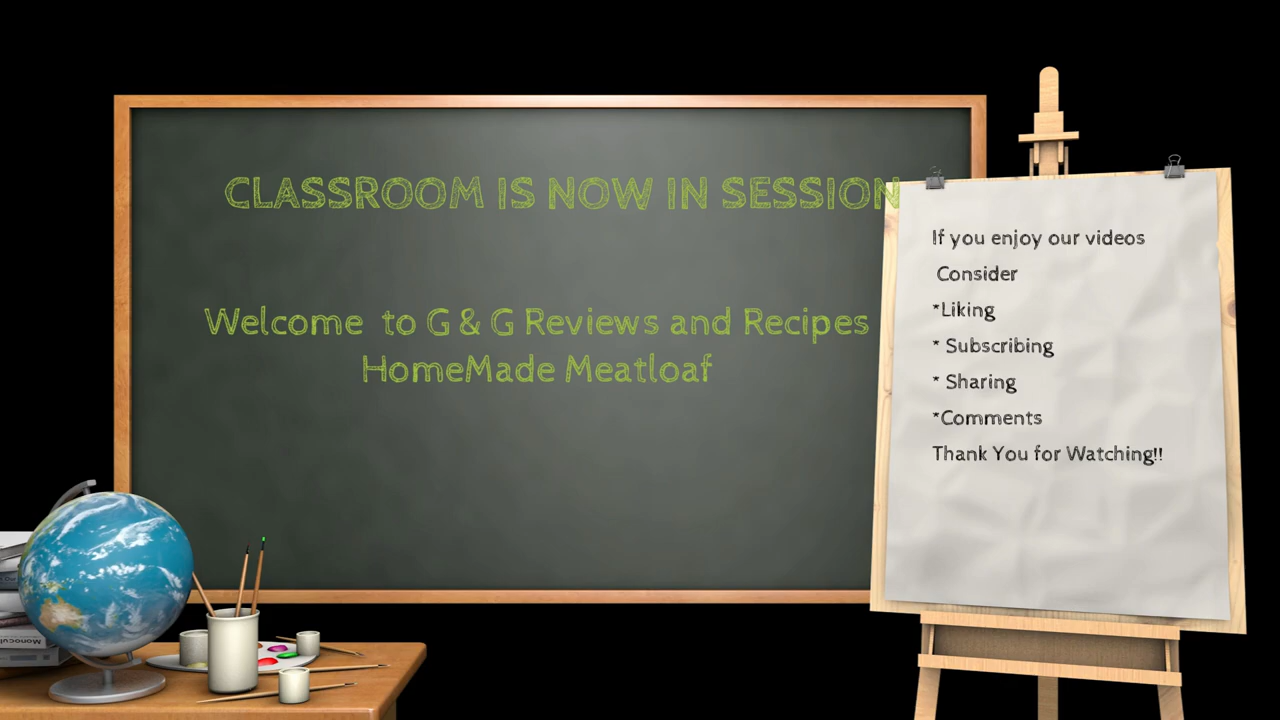 CLASSROOM IS NOW IN SESSION
Welcome to G & G Reviews and Recipes
HomeMade Meatloaf
If you enjoy our videos
Consider
*Liking
* Subscribing
* Sharing
*Comments
Thank You for Watching!!